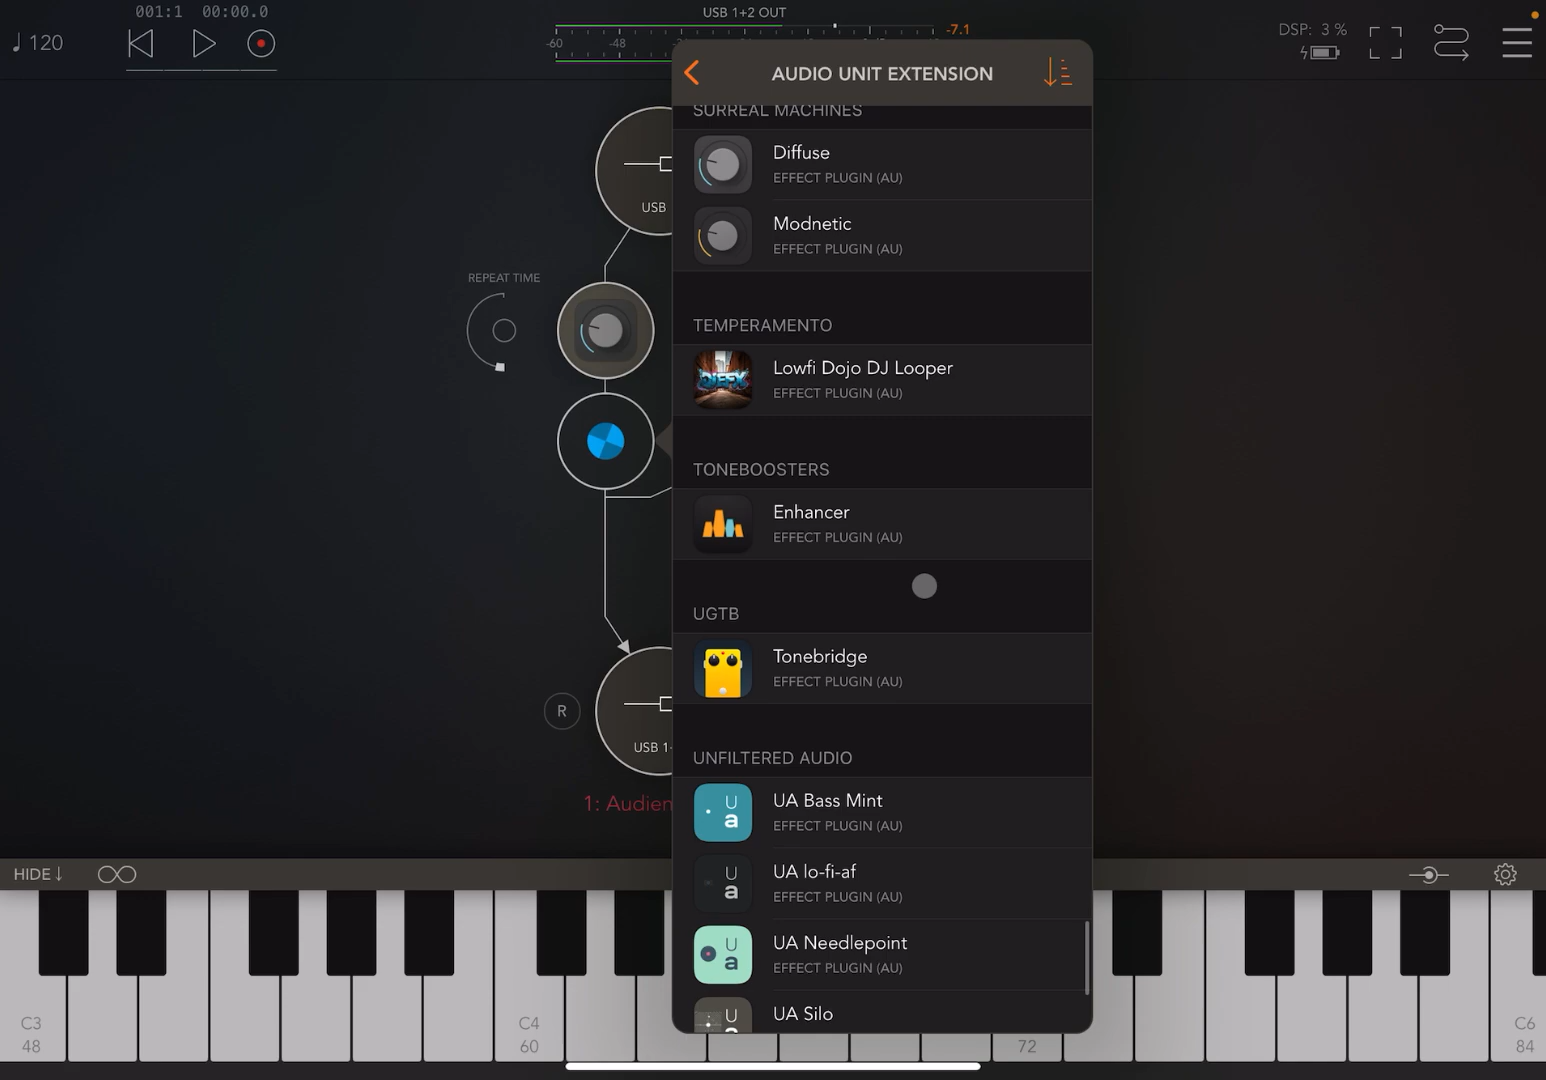 001:1 00:00.0
♩ 120
USB 1+2 OUT
-60 -48
-7.1
DSP: 3 %
AUDIO UNIT EXTENSION
SURREAL MACHINES
Diffuse
EFFECT PLUGIN (AU)
Modnetic
EFFECT PLUGIN (AU)
TEMPERAMENTO
Lowfi Dojo DJ Looper
EFFECT PLUGIN (AU)
TONEBOOSTERS
Enhancer
EFFECT PLUGIN (AU)
UGTB
Tonebridge
EFFECT PLUGIN (AU)
UNFILTERED AUDIO
U
a
UA Bass Mint
EFFECT PLUGIN (AU)
U
a
UA lo-fi-af
EFFECT PLUGIN (AU)
U
a
UA Needlepoint
EFFECT PLUGIN (AU)
U
UA Silo
USB
REPEAT TIME
R
USB 1
1: Audien
HIDE↓
C3
48
C4
60
72
C6
84